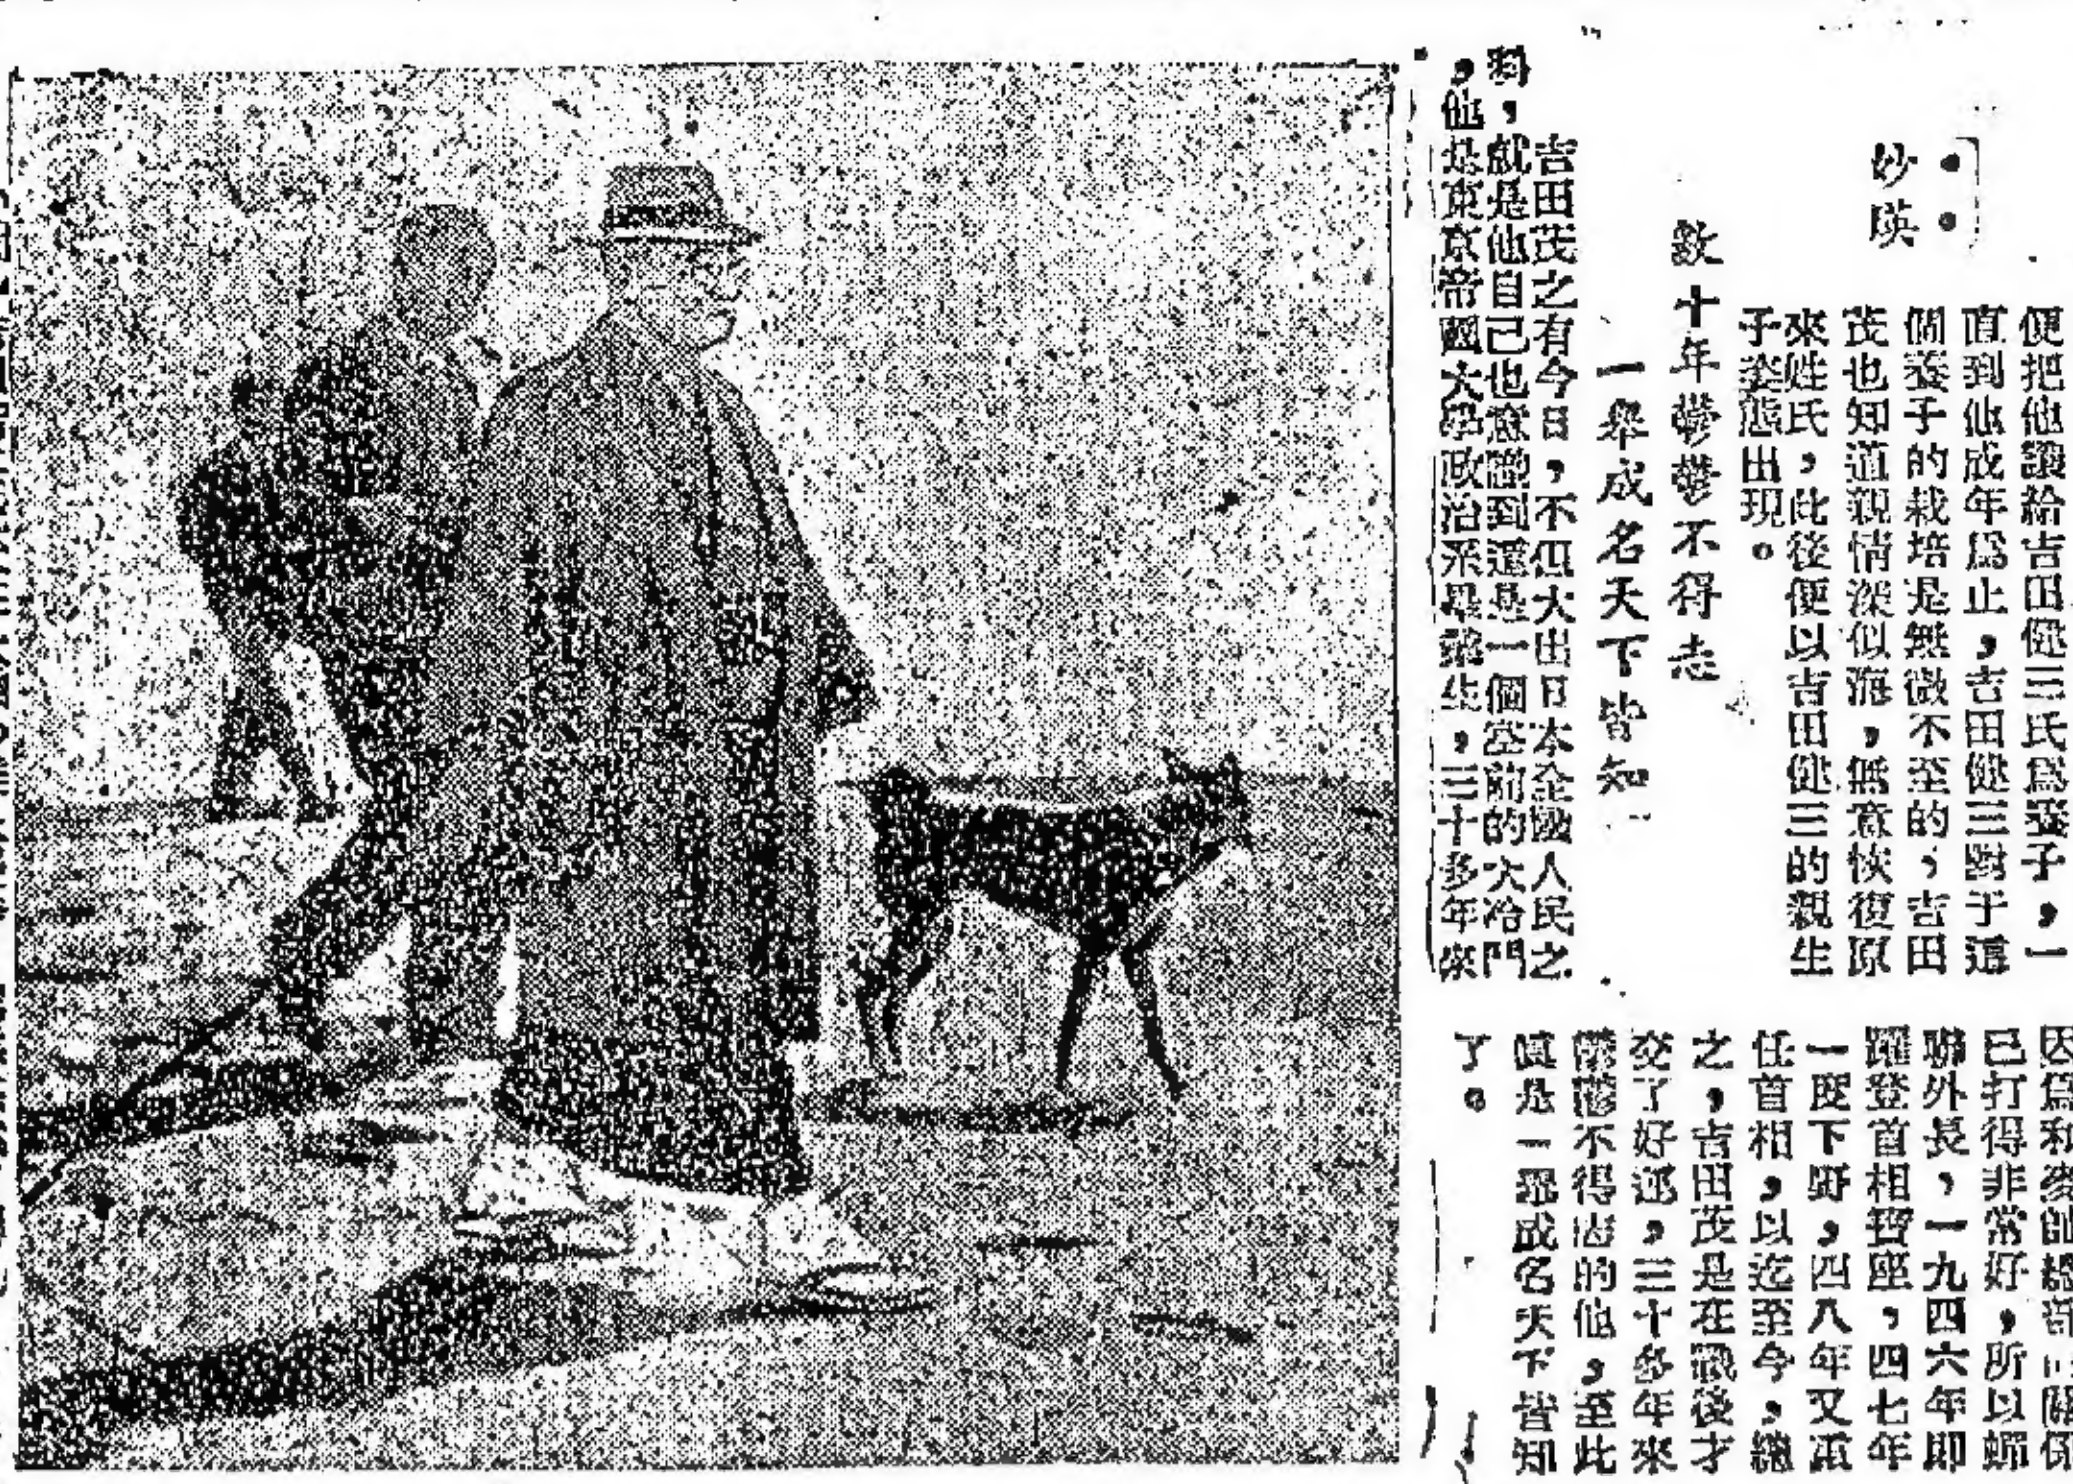 妙瑛
便把他讓給吉田健三氏爲養子，一
直到他成年爲止，吉田健三對于這
個養子的栽培是無微不至的，吉田
茂也知道親情深似海，無意恢復原
來姓氏，此後便以吉田健三的親生
子姿態出現。
數十年鬱鬱不得志
一舉成名天下皆知
吉田茂之有今日，不但大出日本全國人民之
料，就是他自己也意識到還是一個空前的大冷門
，他是東京帝國大學政治系畢業生，三十多年來
因爲和麥帥總部
已打得非常好，所以
聯外長，一九四六年即
躍登首相寶座，四七年
一度下野，四八年又重
任首相，以迄至今，總
之，吉田茂是在戰後才
交了好運，三十多年來
鬱鬱不得志的他，至此
眞是一舉成名天下皆知
了。